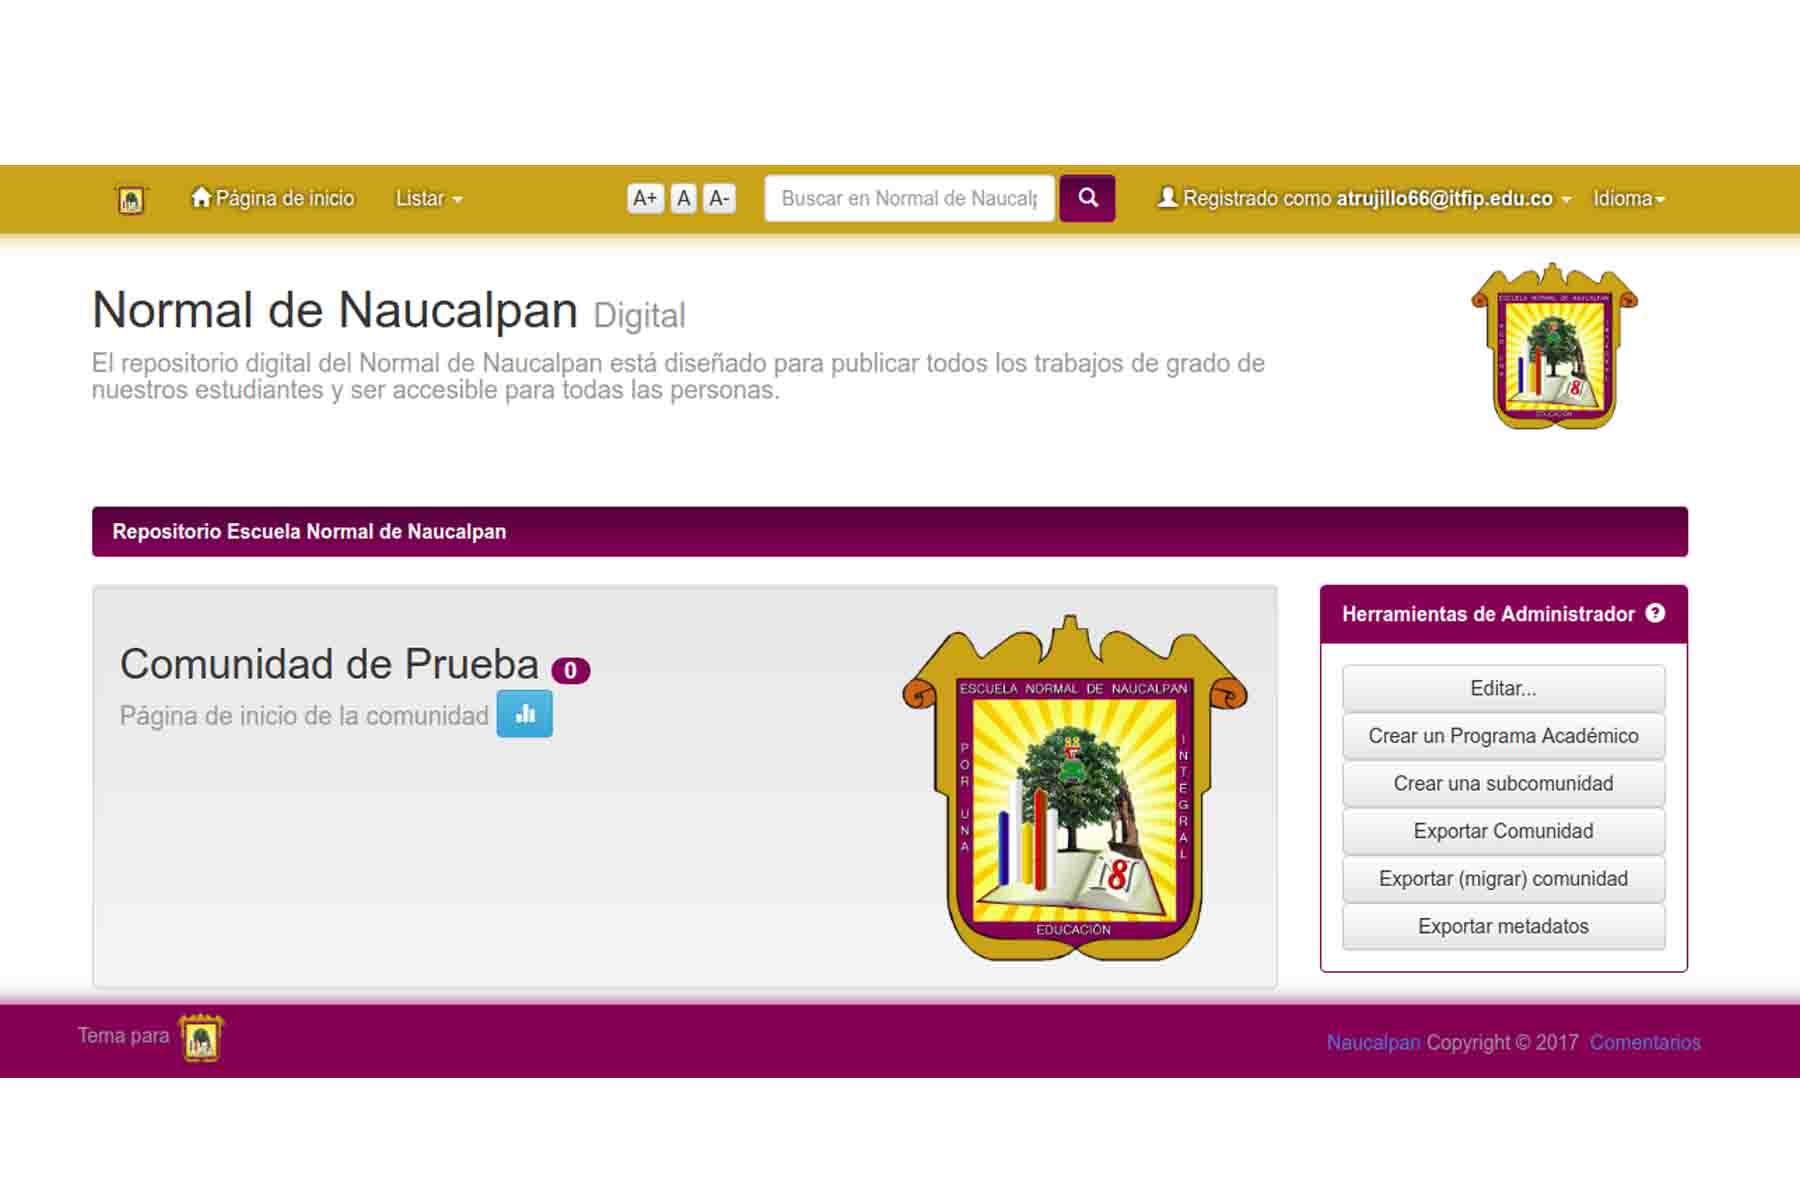 Página de inicio Listar A+ A A- Buscar en Normal de Naucalp Registrado como atrujillo66@itfip.edu.co Idioma
Normal de Naucalpan Digital
El repositorio digital del Normal de Naucalpan está diseñado para publicar todos los trabajos de grado de
nuestros estudiantes y ser accesible para todas las personas.
ESCUELA NORMAL DE NAUCALPAN
POR UNA
INTEGRAL
EDUCACIÓN
Repositorio Escuela Normal de Naucalpan
Comunidad de Prueba 0
Página de inicio de la comunidad
ESCUELA NORMAL DE NAUCALPAN
POR UNA
INTEGRAL
EDUCACIÓN
Herramientas de Administrador ?
Editar...
Crear un Programa Académico
Crear una subcomunidad
Exportar Comunidad
Exportar (migrar) comunidad
Exportar metadatos
Tema para
Naucalpan Copyright © 2017 Comentarios